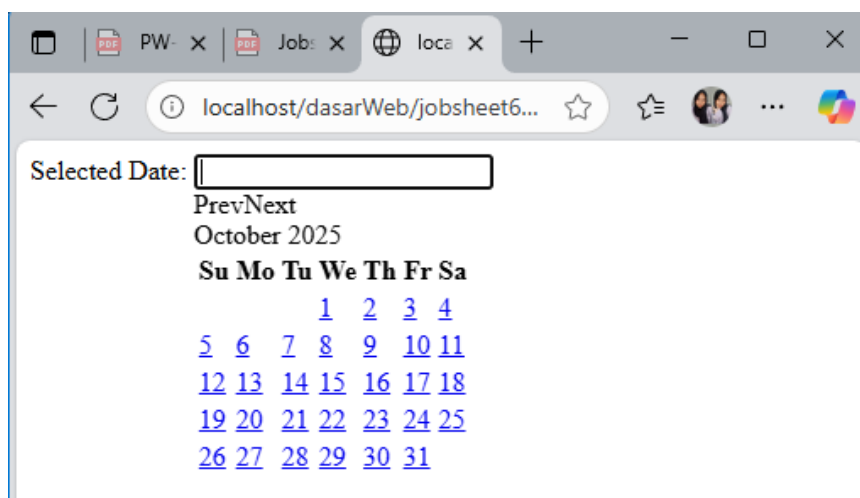 PW-
Jobs
loca
localhost/dasarWeb/jobsheet6...
Selected Date:
PrevNext
October 2025
Su Mo Tu We Th Fr Sa
1 2 3 4
5 6 7 8 9 10 11
12 13 14 15 16 17 18
19 20 21 22 23 24 25
26 27 28 29 30 31